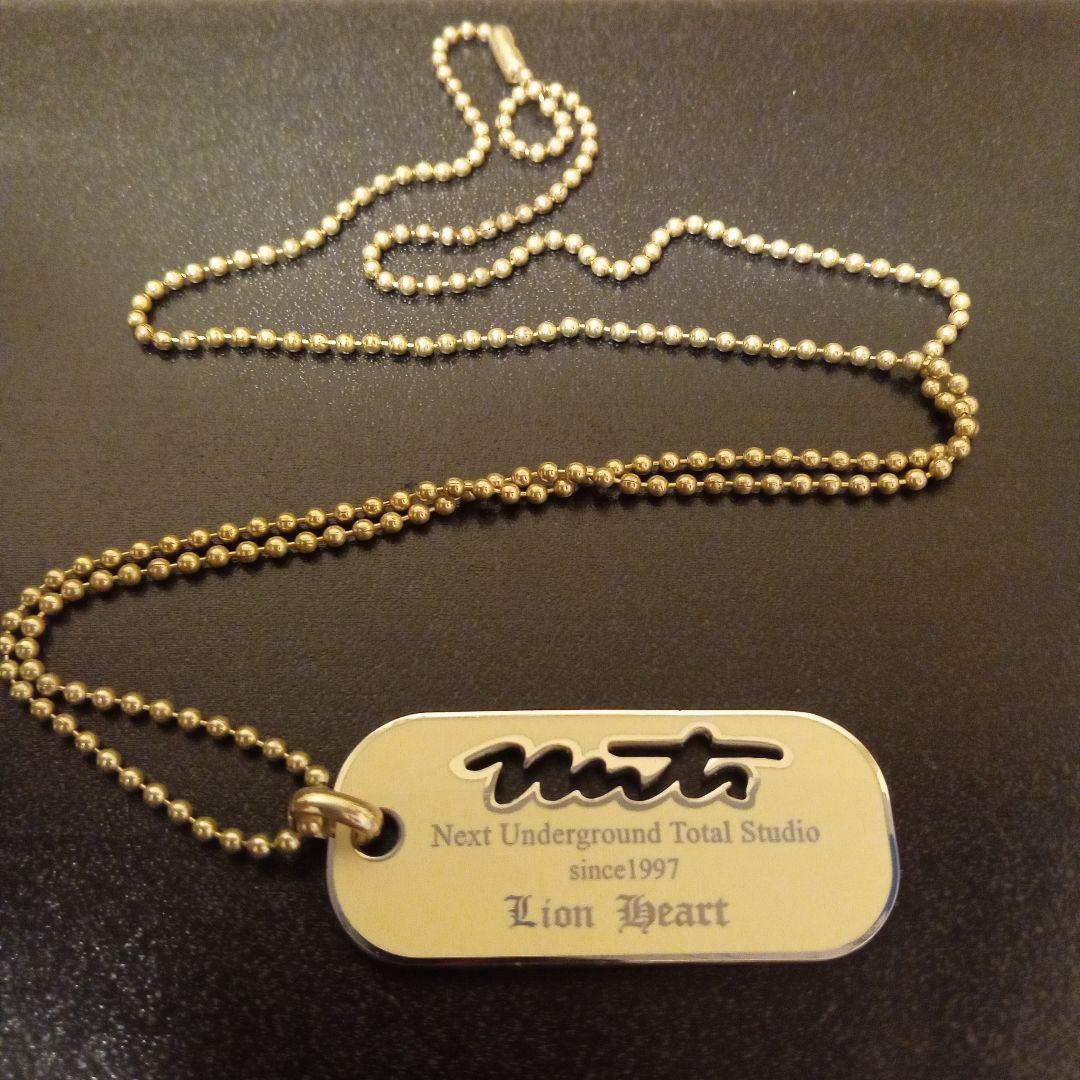 nuts
Next Underground Total Studio
since1997
Lion Heart